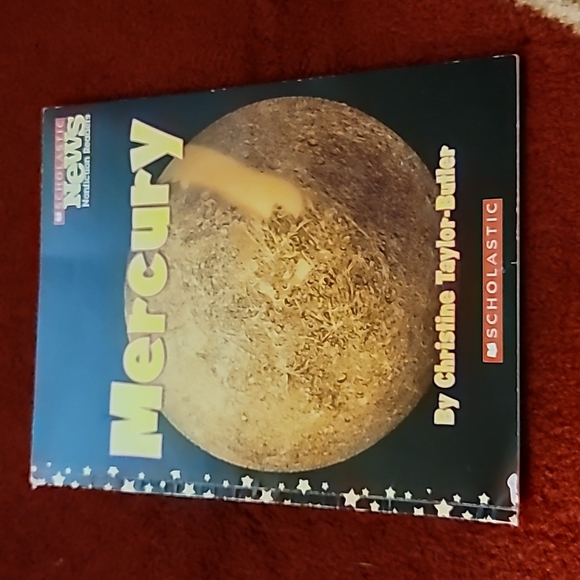 SCHOLASTIC
News
Nonfiction Readers
Mercury
By Christine Taylor-Butler
SCHOLASTIC